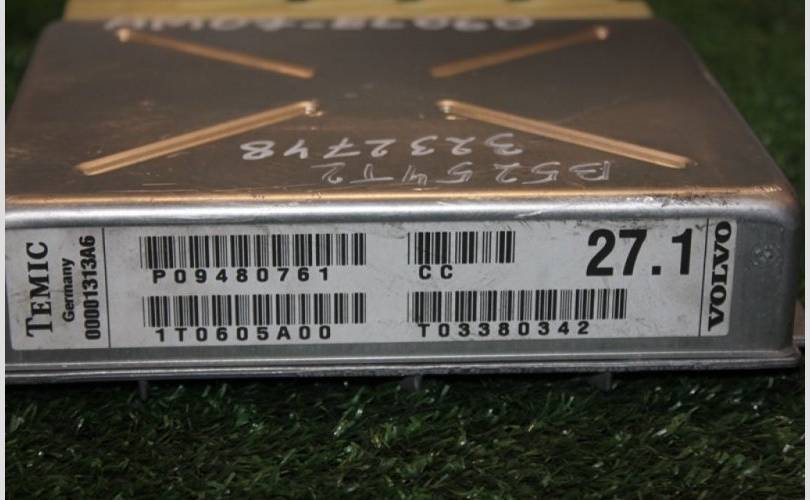 B5254T2
3232748
TEMIC
Germany
00001313A6
P09480761
CC
27.1
1T0605A00
T03380342
VOLVO